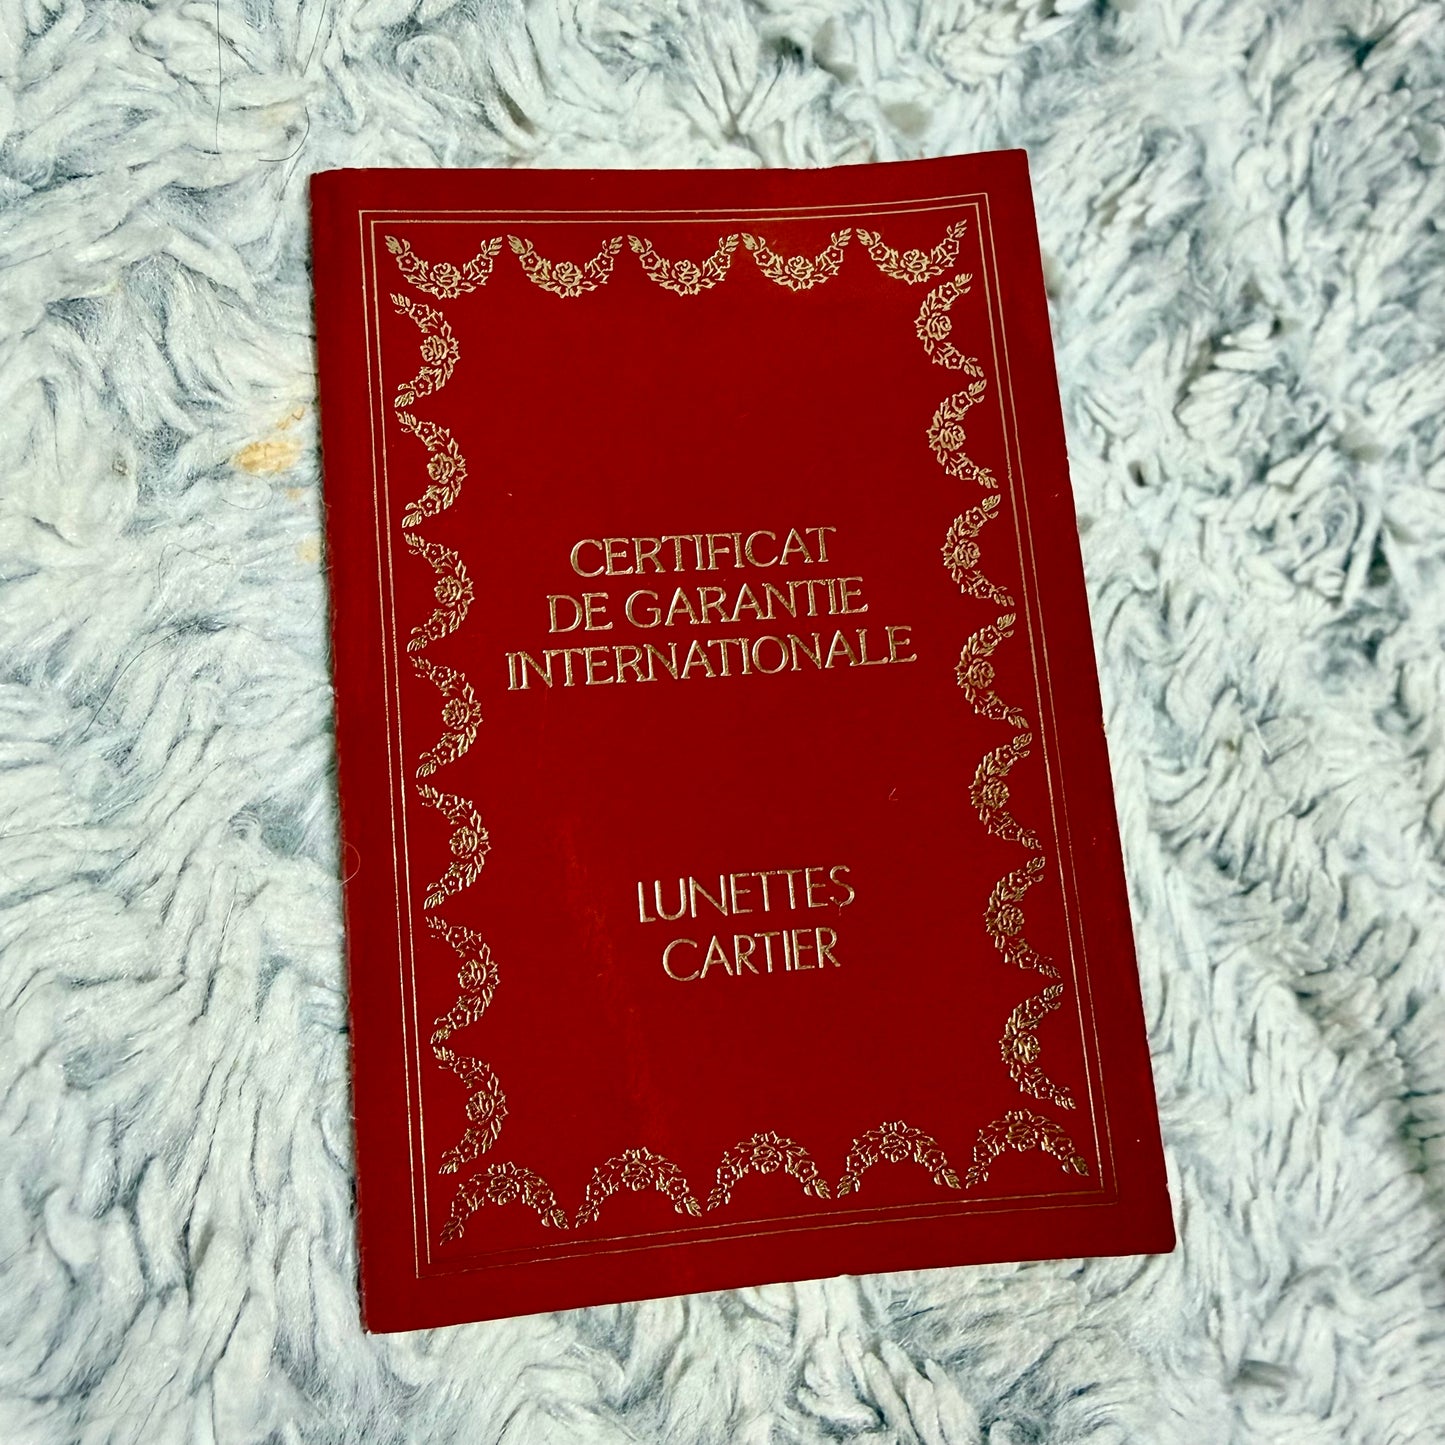 CERTIFICAT
DE GARANTIE
INTERNATIONALE
LUNETTES
CARTIER